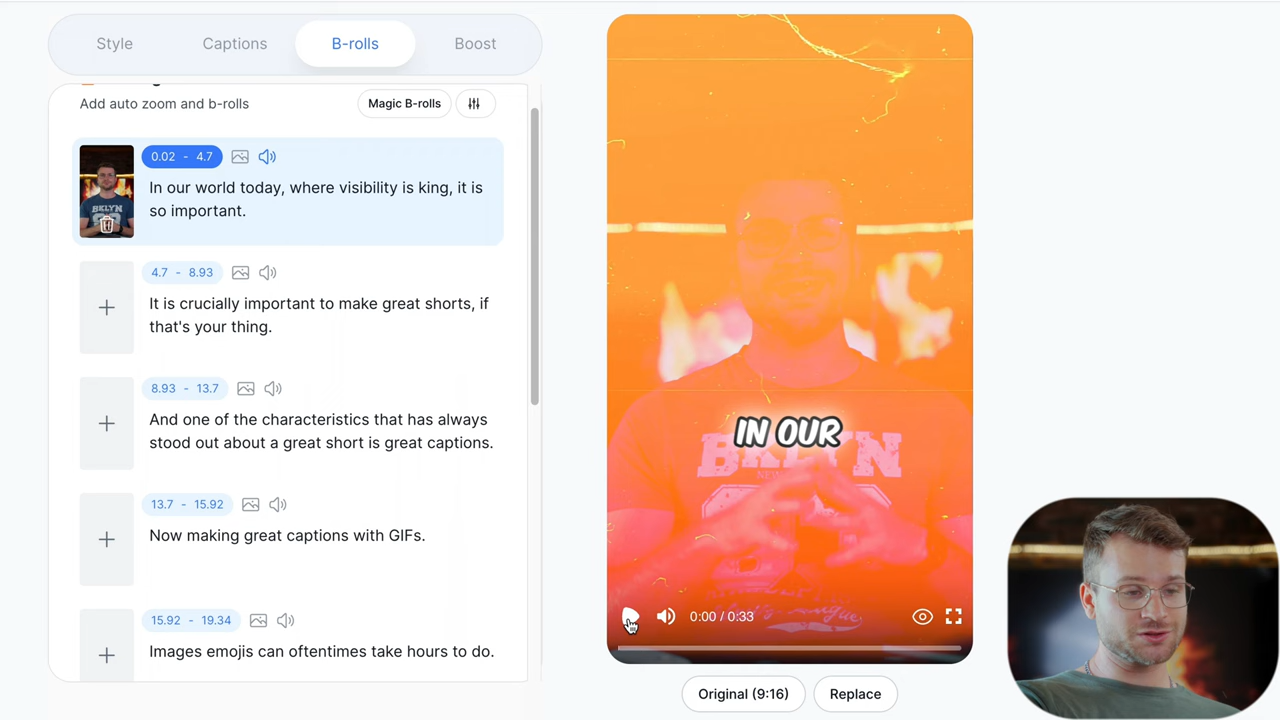 Style
Captions
B-rolls
Boost
Add auto zoom and b-rolls
Magic B-rolls
0.02 - 4.7
In our world today, where visibility is king, it is
so important.
BKLYN
4.7 - 8.93
It is crucially important to make great shorts, if
that's your thing.
8.93 - 13.7
And one of the characteristics that has always
stood out about a great short is great captions.
13.7 - 15.92
Now making great captions with GIFs.
15.92 - 19.34
Images emojis can oftentimes take hours to do.
IN OUR
BKLYN
0:00 / 0:33
Original (9:16)
Replace